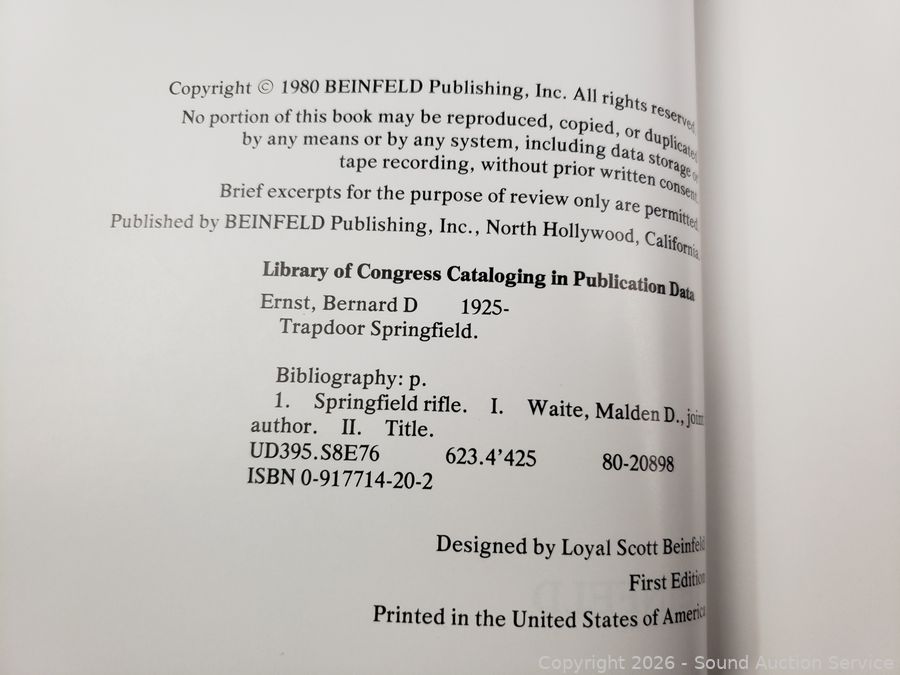 Copyright © 1980 BEINFELD Publishing, Inc. All rights reserved
No portion of this book may be reproduced, copied, or duplicated
by any means or by any system, including data storage or
tape recording, without prior written consent
Brief excerpts for the purpose of review only are permitted
Published by BEINFELD Publishing, Inc., North Hollywood, California
Library of Congress Cataloging in Publication Data
Ernst, Bernard D 1925-
Trapdoor Springfield.
Bibliography: p.
1. Springfield rifle. I. Waite, Malden D., joint
author. II. Title.
UD395.S8E76 623.4'425 80-20898
ISBN 0-917714-20-2
Designed by Loyal Scott Beinfeld
First Edition
Printed in the United States of America
Copyright 2026 - Sound Auction Service